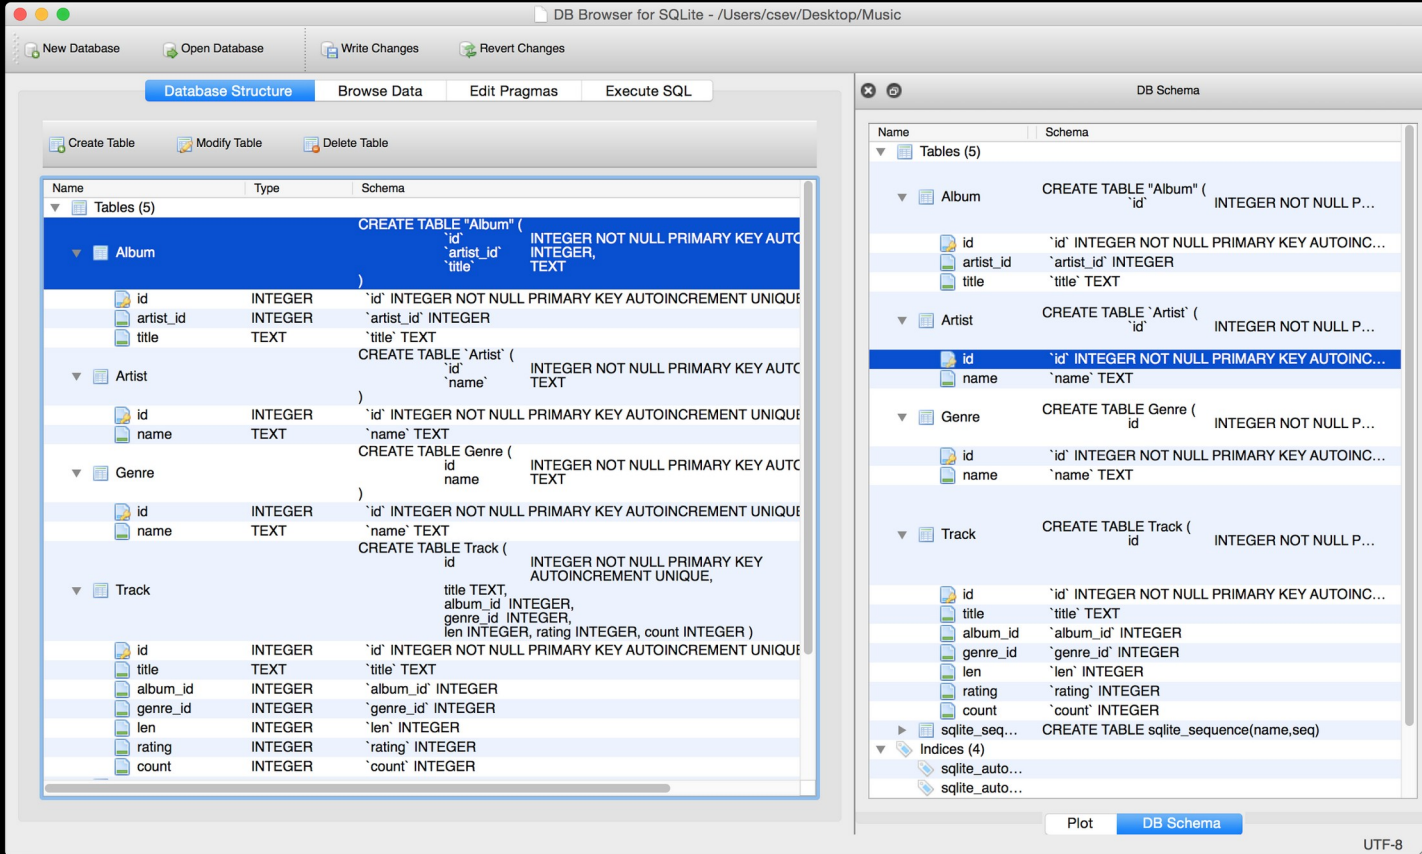 DB Browser for SQLite - /Users/csev/Desktop/Music
New Database Open Database Write Changes Revert Changes
Database Structure Browse Data Edit Pragmas Execute SQL
Create Table Modify Table Delete Table
Name Type Schema
Tables (5)
Album CREATE TABLE "Album" (
`id` INTEGER NOT NULL PRIMARY KEY AUTO
`artist_id` INTEGER,
`title` TEXT
)
id INTEGER `id` INTEGER NOT NULL PRIMARY KEY AUTOINCREMENT UNIQUE
artist_id INTEGER `artist_id` INTEGER
title TEXT `title` TEXT
Artist CREATE TABLE `Artist` (
`id` INTEGER NOT NULL PRIMARY KEY AUTO
`name` TEXT
)
id INTEGER `id` INTEGER NOT NULL PRIMARY KEY AUTOINCREMENT UNIQUE
name TEXT `name` TEXT
Genre CREATE TABLE Genre (
id INTEGER NOT NULL PRIMARY KEY AUTO
name TEXT
)
id INTEGER `id` INTEGER NOT NULL PRIMARY KEY AUTOINCREMENT UNIQUE
name TEXT `name` TEXT
Track CREATE TABLE Track (
id INTEGER NOT NULL PRIMARY KEY
AUTOINCREMENT UNIQUE,
title TEXT,
album_id INTEGER,
genre_id INTEGER,
len INTEGER, rating INTEGER, count INTEGER )
id INTEGER `id` INTEGER NOT NULL PRIMARY KEY AUTOINCREMENT UNIQUE
title TEXT `title` TEXT
album_id INTEGER `album_id` INTEGER
genre_id INTEGER `genre_id` INTEGER
len INTEGER `len` INTEGER
rating INTEGER `rating` INTEGER
count INTEGER `count` INTEGER
DB Schema
Name Schema
Tables (5)
Album CREATE TABLE "Album" (
`id` INTEGER NOT NULL P...
id `id` INTEGER NOT NULL PRIMARY KEY AUTOINC...
artist_id `artist_id` INTEGER
title `title` TEXT
Artist CREATE TABLE `Artist` (
`id` INTEGER NOT NULL P...
id `id` INTEGER NOT NULL PRIMARY KEY AUTOINC...
name `name` TEXT
Genre CREATE TABLE Genre (
id INTEGER NOT NULL P...
id `id` INTEGER NOT NULL PRIMARY KEY AUTOINC...
name `name` TEXT
Track CREATE TABLE Track (
id INTEGER NOT NULL P...
id `id` INTEGER NOT NULL PRIMARY KEY AUTOINC...
title `title` TEXT
album_id `album_id` INTEGER
genre_id `genre_id` INTEGER
len `len` INTEGER
rating `rating` INTEGER
count `count` INTEGER
sqlite_seq... CREATE TABLE sqlite_sequence(name,seq)
Indices (4)
sqlite_auto...
sqlite_auto...
Plot DB Schema
UTF-8